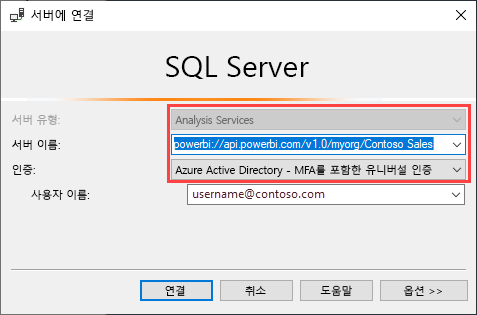 서버에 연결
SQL Server
서버 유형:
Analysis Services
서버 이름:
powerbi://api.powerbi.com/v1.0/myorg/Contoso Sales
인증:
Azure Active Directory - MFA를 포함한 유니버설 인증
사용자 이름:
username@contoso.com
연결
취소
도움말
옵션 >>